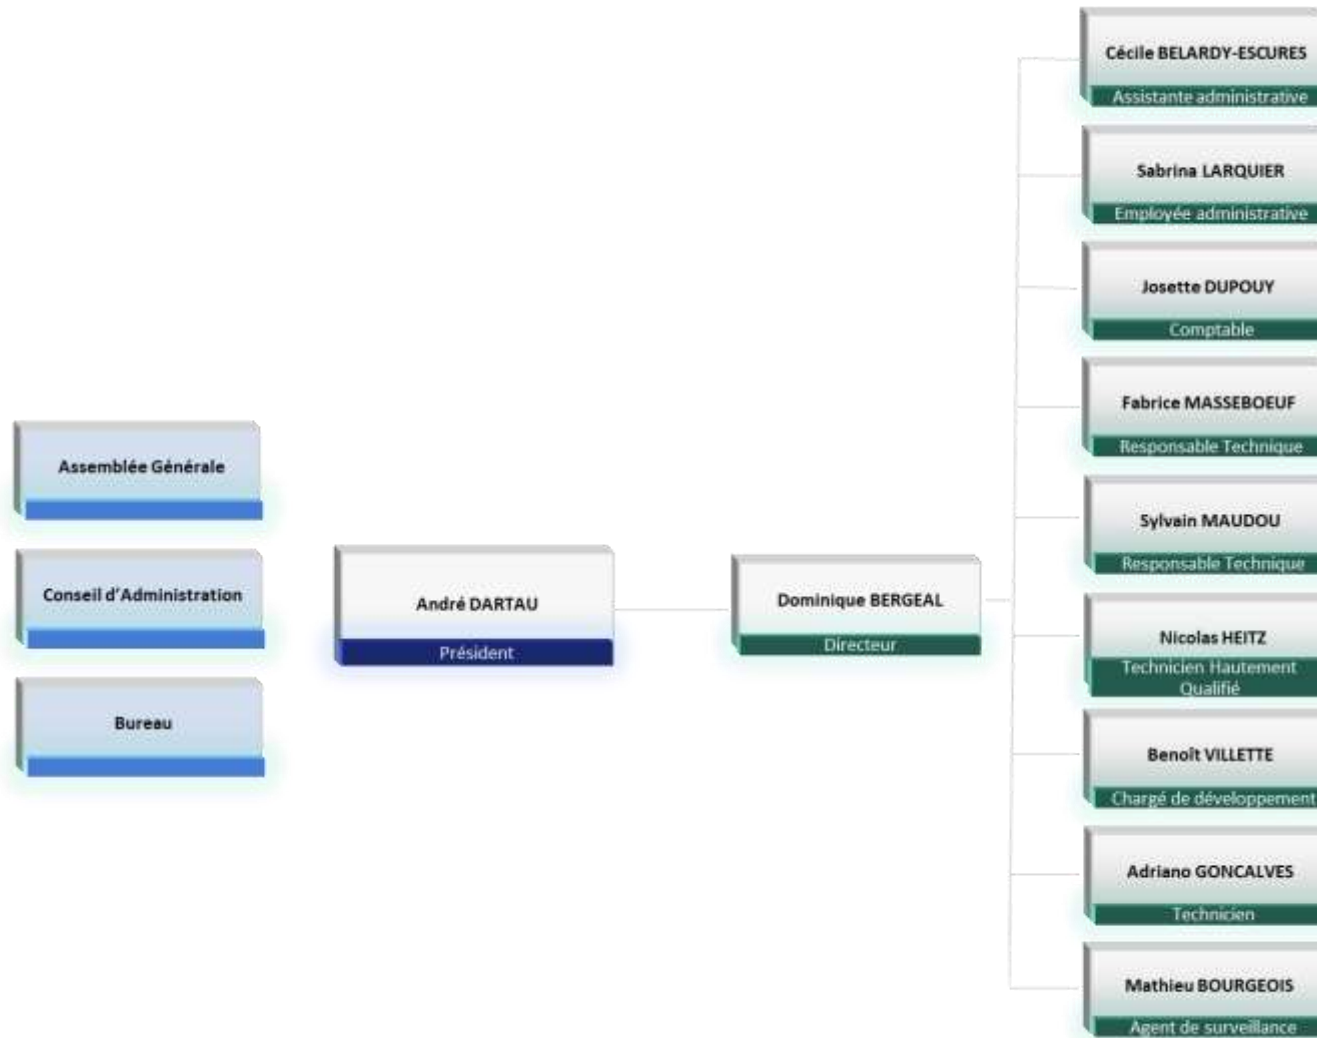 Assemblée Générale
Conseil d'Administration
Bureau
André DARTAU
Président
Dominique BERGEAL
Directeur
Cécile BELARDY-ESCURES
Assistante administrative
Sabrina LARQUIER
Employée administrative
Josette DUPOUY
Comptable
Fabrice MASSEBOEUF
Responsable Technique
Sylvain MAUDOU
Responsable Technique
Nicolas HEITZ
Technicien Hautement
Qualifié
Benoît VILLETTE
Chargé de développement
Adriano GONCALVES
Technicien
Mathieu BOURGEOIS
Agent de surveillance